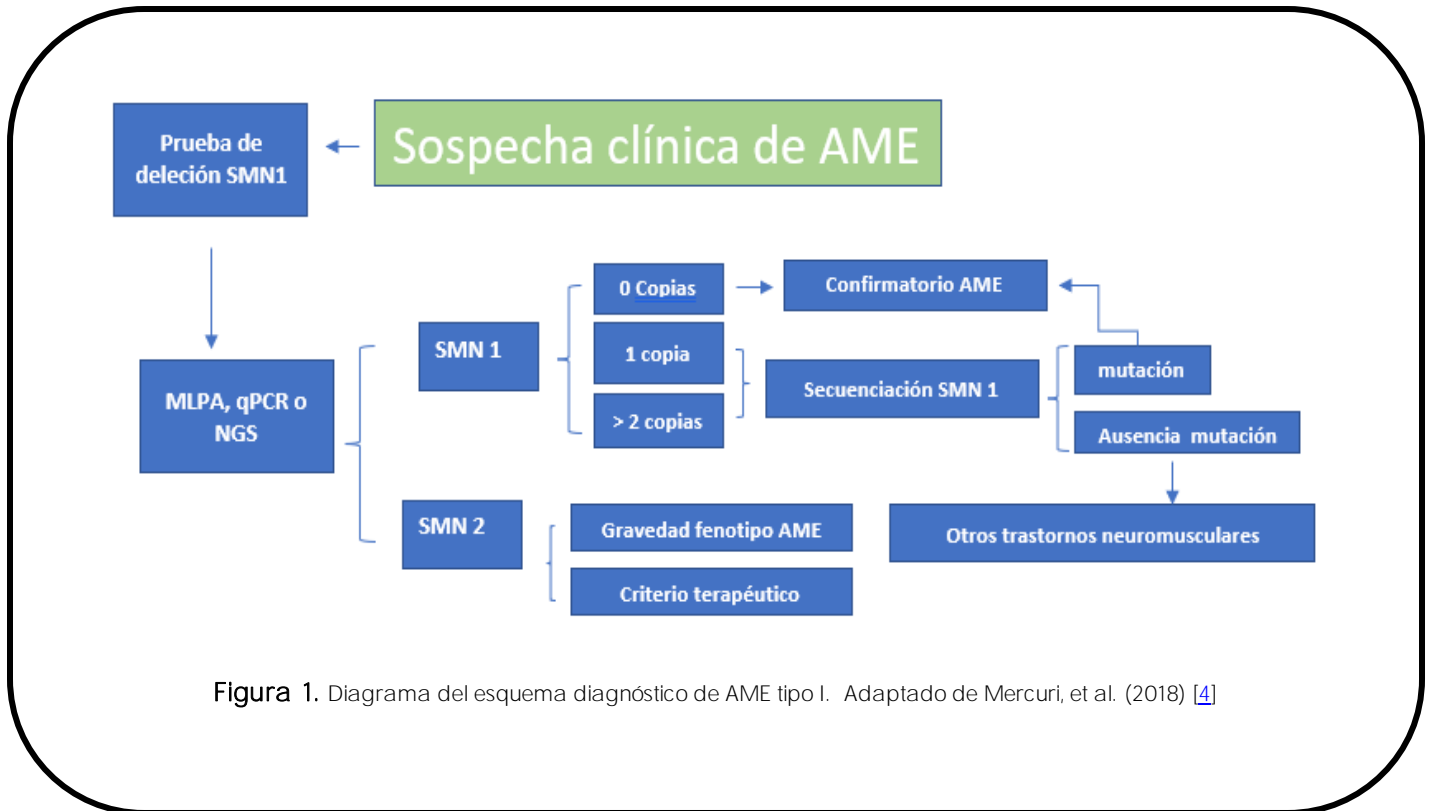 Sospecha clínica de AME
Prueba de
deleción SMN1
MLPA, qPCR o
NGS
SMN 1
0 Copias
1 copia
> 2 copias
Confirmatorio AME
Secuenciación SMN 1
mutación
Ausencia mutación
Otros trastornos neuromusculares
SMN 2
Gravedad fenotipo AME
Criterio terapéutico
Figura 1. Diagrama del esquema diagnóstico de AME tipo I. Adaptado de Mercuri, et al. (2018) [4]